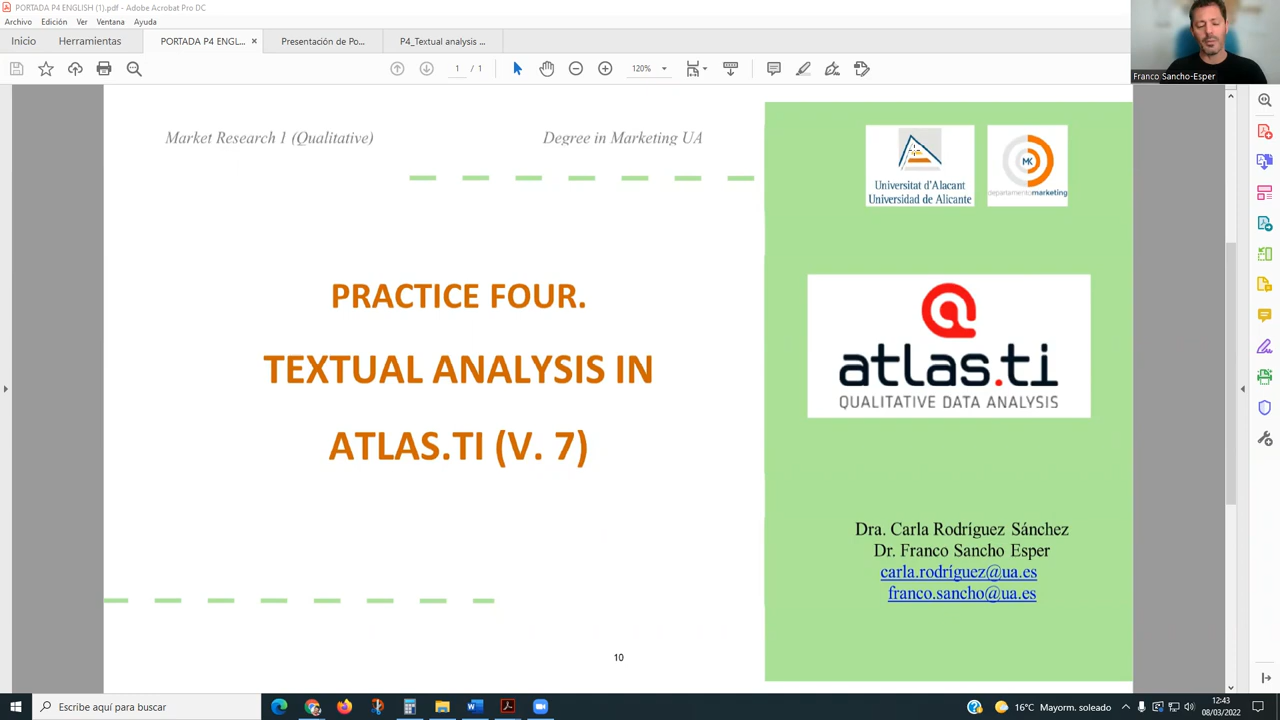 PORTADA P4 ENGLISH (1).pdf - Adobe Acrobat Pro DC
Archivo Edición Ver Ventana Ayuda
Inicio Herramientas PORTADA P4 ENGL... × Presentación de Po... P4_Textual analysis ...
1 / 1 120%
Franco Sancho-Esper
Market Research 1 (Qualitative) Degree in Marketing UA
Universitat d'Alacant
Universidad de Alicante
MK
departamentomarketing
PRACTICE FOUR.
TEXTUAL ANALYSIS IN
ATLAS.TI (V. 7)
atlas.ti
QUALITATIVE DATA ANALYSIS
Dra. Carla Rodríguez Sánchez
Dr. Franco Sancho Esper
carla.rodríguez@ua.es
franco.sancho@ua.es
10
Escribe aquí para buscar
16°C Mayorm. soleado
12:43
08/03/2022